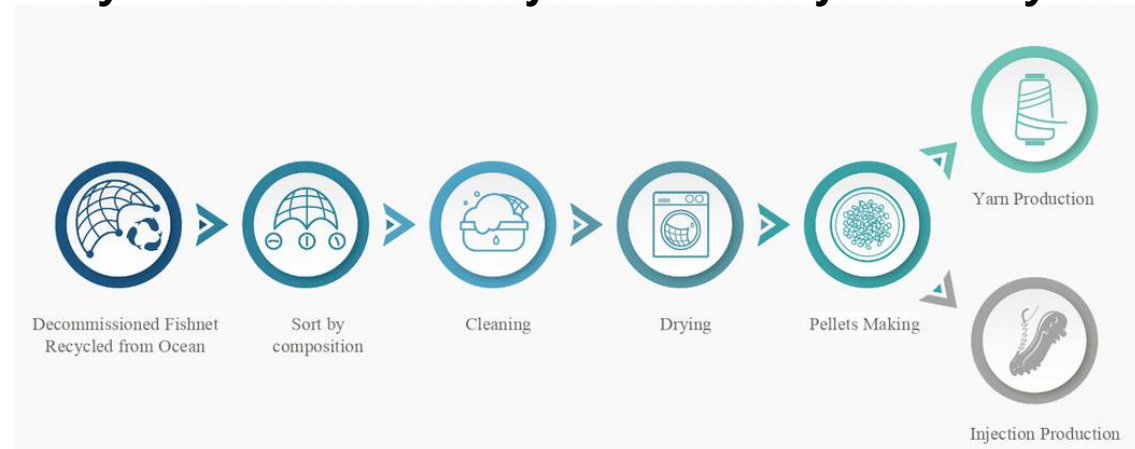 Decommissioned Fishnet
Recycled from Ocean
Sort by
composition
Cleaning
Drying
Pellets Making
Yarn Production
Injection Production